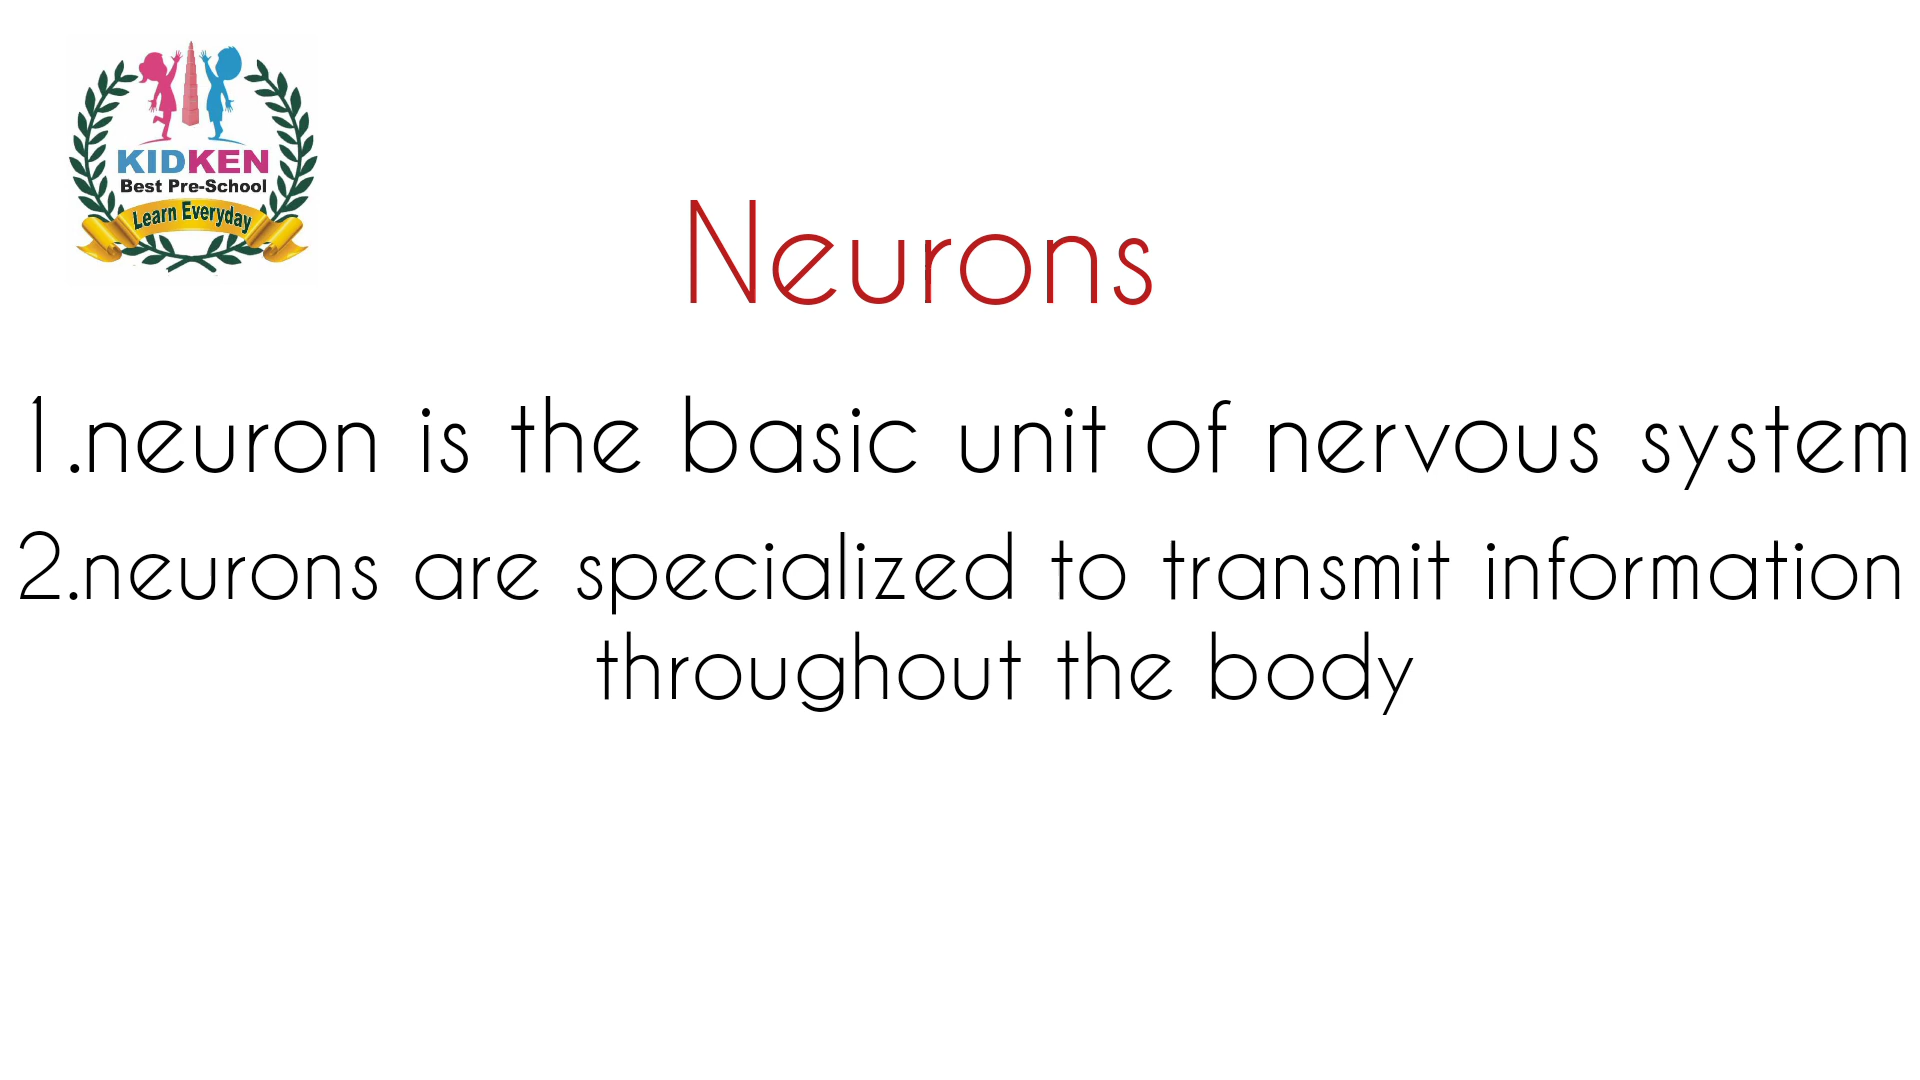 KIDKEN
Best Pre-School
Learn Everyday
Neurons
1.neuron is the basic unit of nervous system
2.neurons are specialized to transmit information
throughout the body